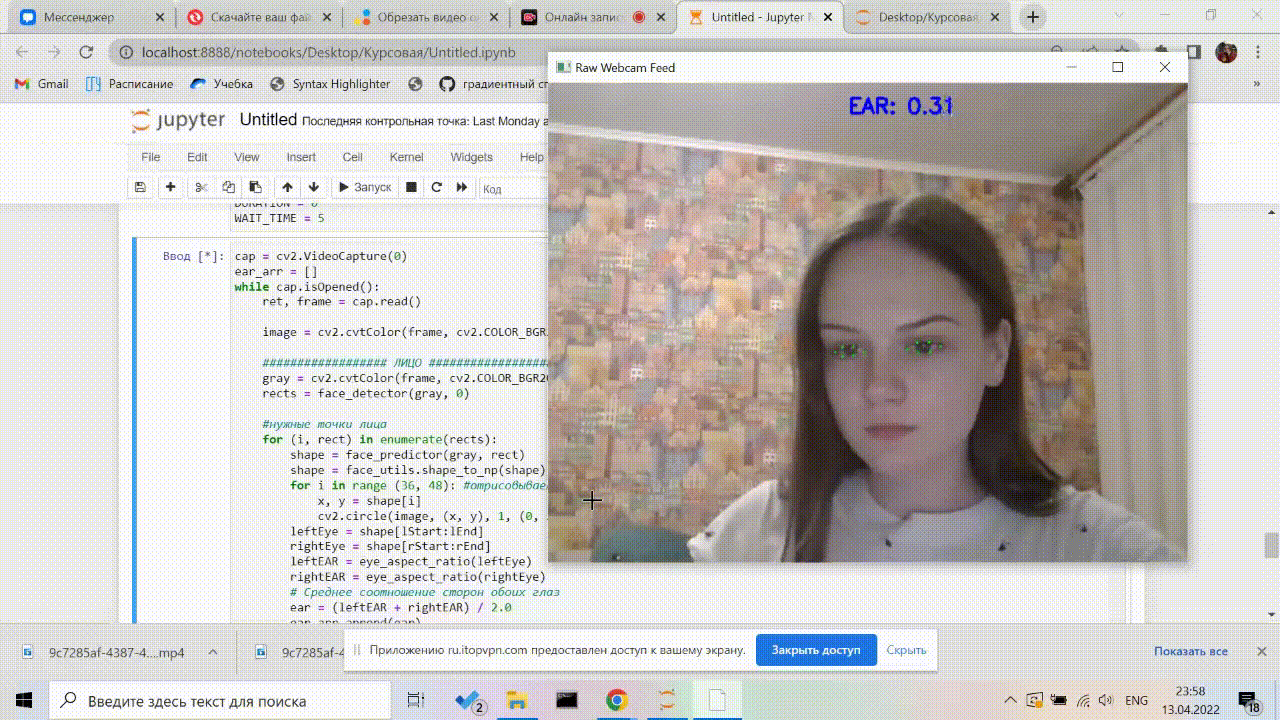 Мессенджер
Скачайте ваш фай
Обрезать видео о
Онлайн запис
Untitled - Jupyter N
Desktop/Курсовая
localhost:8888/notebooks/Desktop/Курсовая/Untitled.ipynb
Gmail
Расписание
Учебка
Syntax Highlighter
градиентный с
»
Raw Webcam Feed
EAR: 0.31
jupyter Untitled Последняя контрольная точка: Last Monday a
File Edit View Insert Cell Kernel Widgets Help
Запуск
Код
DURATION = 0
WAIT_TIME = 5
Ввод [*]:
cap = cv2.VideoCapture(0)
ear_arr = []
while cap.isOpened():
ret, frame = cap.read()
image = cv2.cvtColor(frame, cv2.COLOR_BGR
################## ЛИЦО ##################
gray = cv2.cvtColor(frame, cv2.COLOR_BGR2G
rects = face_detector(gray, 0)
#нужные точки лица
for (i, rect) in enumerate(rects):
shape = face_predictor(gray, rect)
shape = face_utils.shape_to_np(shape)
for i in range (36, 48): #отрисовывае
x, y = shape[i]
cv2.circle(image, (x, y), 1, (0,
leftEye = shape[lStart:lEnd]
rightEye = shape[rStart:rEnd]
leftEAR = eye_aspect_ratio(leftEye)
rightEAR = eye_aspect_ratio(rightEye)
# Среднее соотношение сторон обоих глаз
ear = (leftEAR + rightEAR) / 2.0
ear_arr.append(ear)
9c7285af-4387-4....mp4
9c7285af-4
Приложению ru.itopvpn.com предоставлен доступ к вашему экрану.
Закрыть доступ
Скрыть
Показать все
Введите здесь текст для поиска
2
ENG
23:58
13.04.2022
18